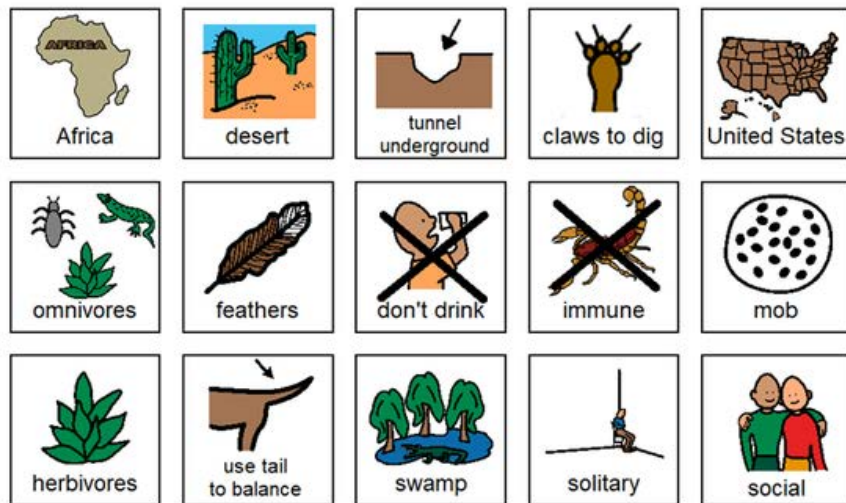 AFRICA
Africa
desert
tunnel
underground
claws to dig
United States
omnivores
feathers
don't drink
immune
mob
herbivores
use tail
to balance
swamp
solitary
social